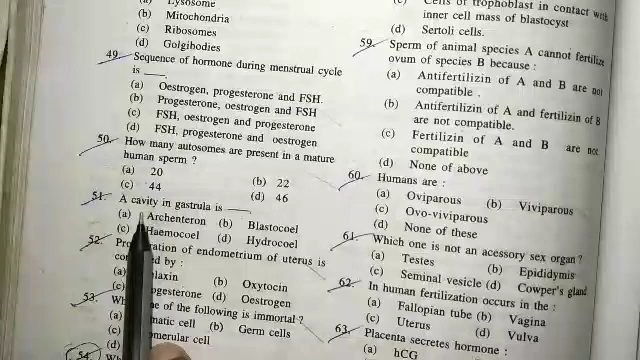 (a) Lysosome
(b) Mitochondria
(c) Ribosomes
(d) Golgibodies
49. Sequence of hormone during menstrual cycle
is ____.
(a) Oestrogen, progesterone and FSH.
(b) Progesterone, oestrogen and FSH
(c) FSH, oestrogen and progesterone
(d) FSH, progesterone and oestrogen
50. How many autosomes are present in a mature
human sperm ?
(a) 20 (b) 22
(c) 44 (d) 46
51. A cavity in gastrula is ____
(a) Archenteron (b) Blastocoel
(c) Haemocoel (d) Hydrocoel
52. of endometrium of uterus is
by :
(a) (b) Oxytocin
(c) (d) Oestrogen
53. of the following is immortal ?
(a) cell (b) Germ cells
(c) cell
(d)
54.
(c) Cells of trophoblast in contact with
inner cell mass of blastocyst
(d) Sertoli cells.
59. Sperm of animal species A cannot fertilize
ovum of species B because :
(a) Antifertilizin of A and B are not
compatible .
(b) Antifertilizin of A and fertilizin of B
are not compatible.
(c) Fertilizin of A and B are not
compatible
(d) None of above
60. Humans are :
(a) Oviparous (b) Viviparous
(c) Ovo-viviparous
(d) None of these
61. Which one is not an acessory sex organ ?
(a) Testes (b) Epididymis
(c) Seminal vesicle (d) Cowper's gland
62. In human fertilization occurs in the :
(a) Fallopian tube (b) Vagina
(c) Uterus (d) Vulva
63. Placenta secretes hormone :
(a) hCG